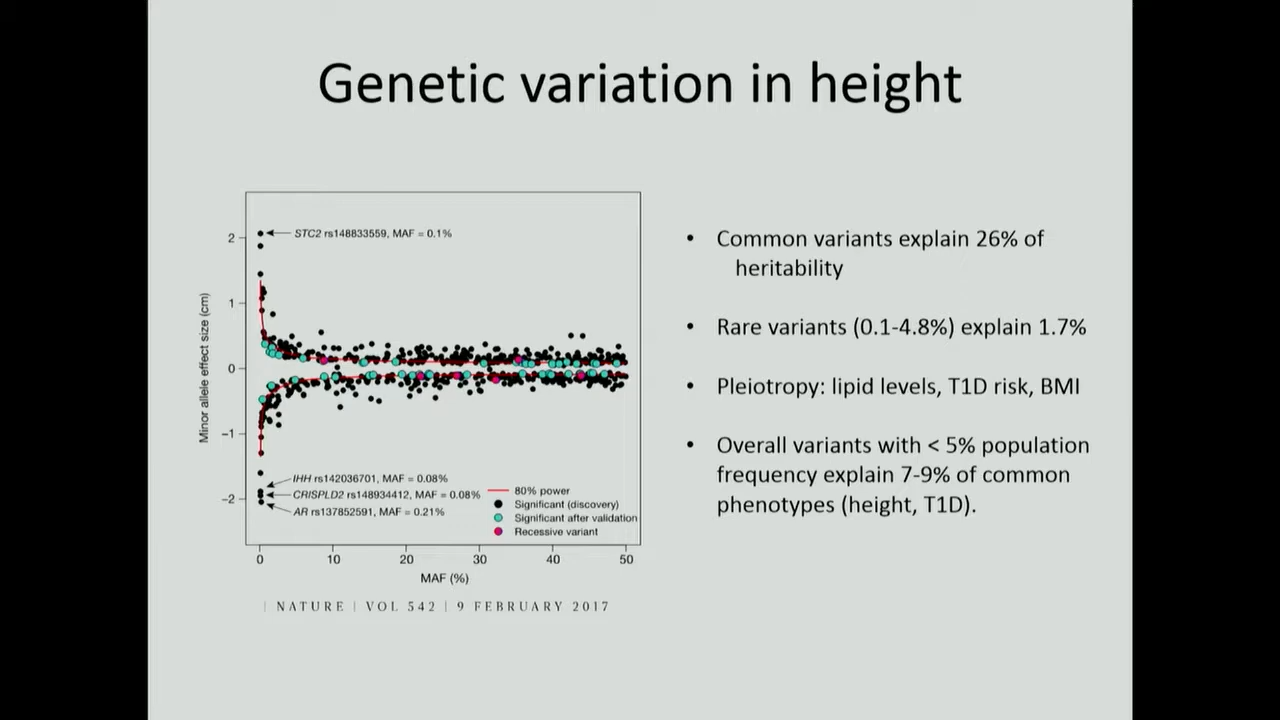 Genetic variation in height
2
1
0
−1
−2
Minor allele effect size (cm)
STC2 rs148833559, MAF = 0.1%
IHH rs142036701, MAF = 0.08%
CRISPLD2 rs148934412, MAF = 0.08%
AR rs137852591, MAF = 0.21%
80% power
Significant (discovery)
Significant after validation
Recessive variant
0 10 20 30 40 50
MAF (%)
| NATURE | VOL 542 | 9 FEBRUARY 2017
• Common variants explain 26% of
heritability
• Rare variants (0.1-4.8%) explain 1.7%
• Pleiotropy: lipid levels, T1D risk, BMI
• Overall variants with < 5% population
frequency explain 7-9% of common
phenotypes (height, T1D).